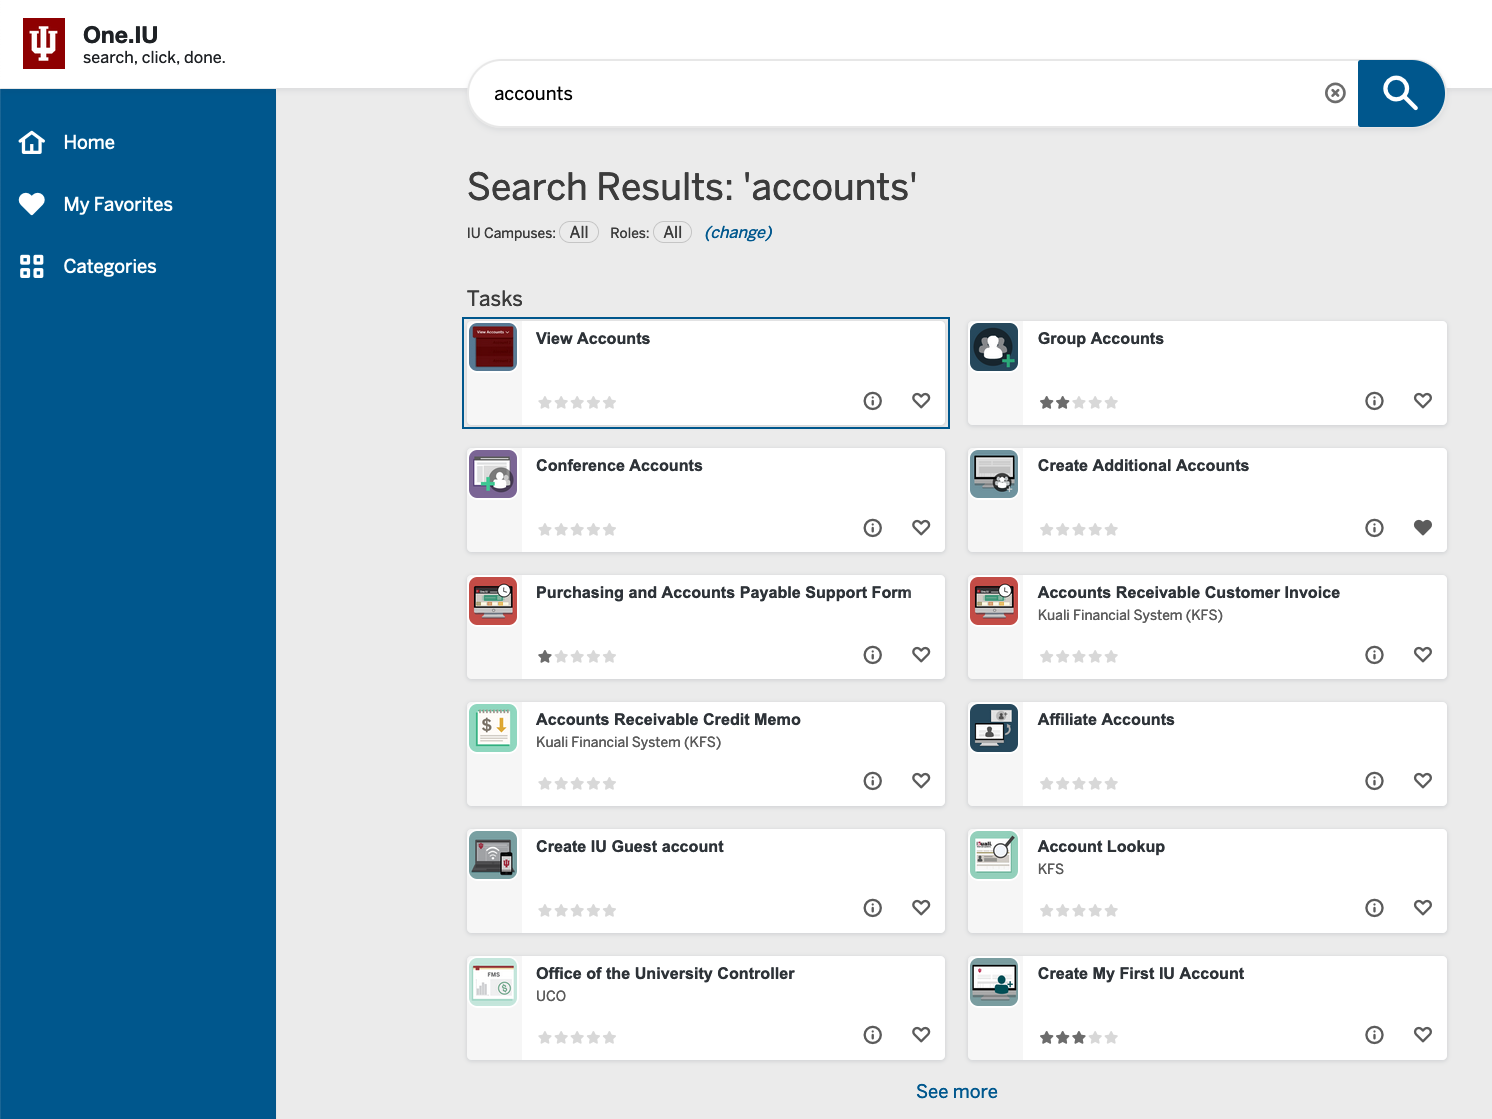 One.IU
search, click, done.
accounts
Home
My Favorites
Categories
Search Results: 'accounts'
IU Campuses: All Roles: All (change)
Tasks
View Accounts
View Accounts
Group Accounts
Conference Accounts
Create Additional Accounts
Purchasing and Accounts Payable Support Form
Accounts Receivable Customer Invoice
Kuali Financial System (KFS)
Accounts Receivable Credit Memo
Kuali Financial System (KFS)
Affiliate Accounts
Create IU Guest account
Account Lookup
KFS
FMS
Office of the University Controller
UCO
Create My First IU Account
See more